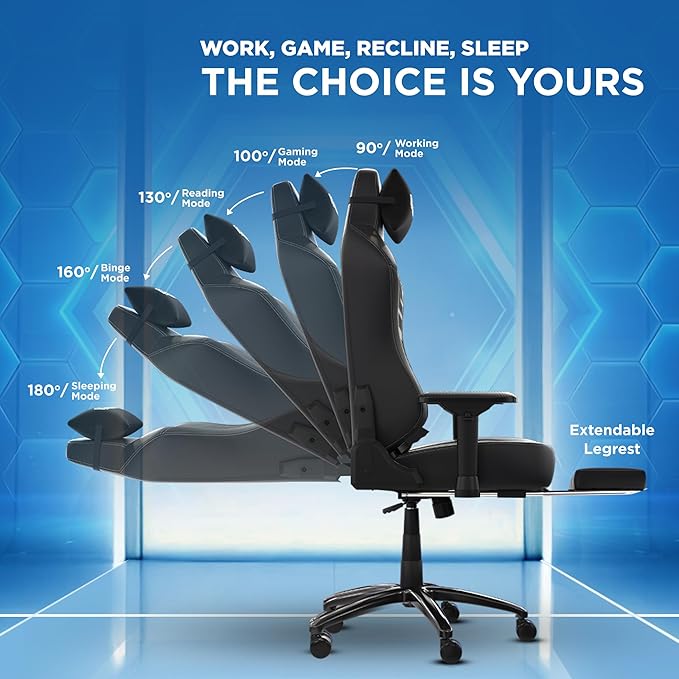 WORK, GAME, RECLINE, SLEEP
THE CHOICE IS YOURS
90°/Working
Mode
100°/Gaming
Mode
130°/Reading
Mode
160°/Binge
Mode
180°/Sleeping
Mode
Extendable
Legrest